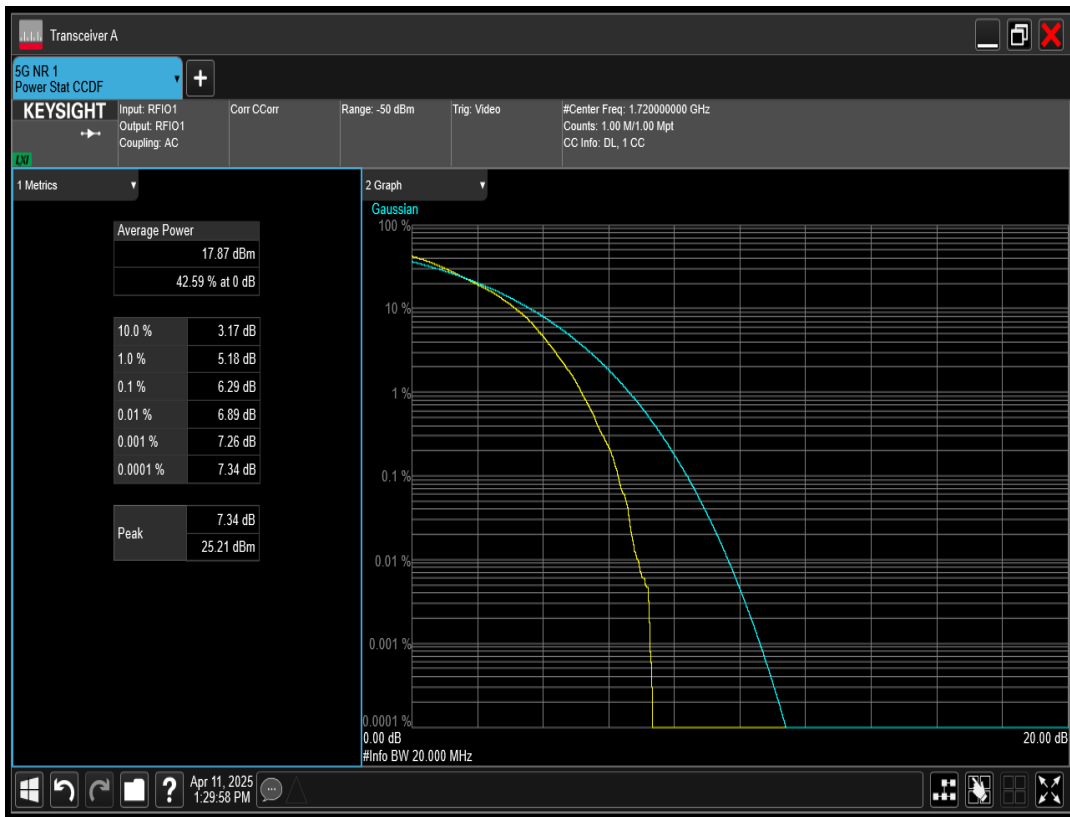 Transceiver A
5G NR 1
Power Stat CCDF
+
KEYSIGHT
LXI
Input: RFIO1
Output: RFIO1
Coupling: AC
Corr CCorr
Range: -50 dBm
Trig: Video
#Center Freq: 1.720000000 GHz
Counts: 1.00 M/1.00 Mpt
CC Info: DL, 1 CC
1 Metrics
Average Power
17.87 dBm
42.59 % at 0 dB
10.0 % 3.17 dB
1.0 % 5.18 dB
0.1 % 6.29 dB
0.01 % 6.89 dB
0.001 % 7.26 dB
0.0001 % 7.34 dB
Peak 7.34 dB
25.21 dBm
2 Graph
Gaussian
100 %
10 %
1 %
0.1 %
0.01 %
0.001 %
0.0001 %
0.00 dB 20.00 dB
#Info BW 20.000 MHz
?
Apr 11, 2025
1:29:58 PM